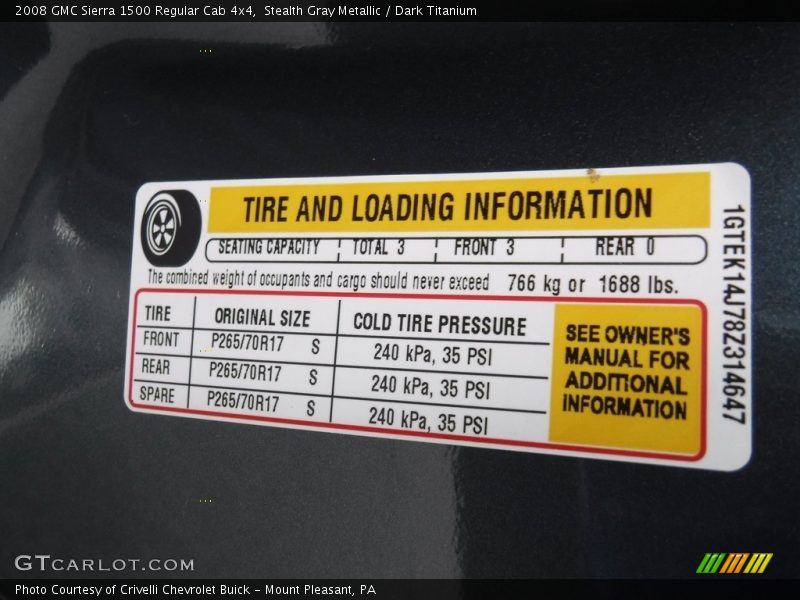 2008 GMC Sierra 1500 Regular Cab 4x4,  Stealth Gray Metallic / Dark Titanium
TIRE AND LOADING INFORMATION
SEATING CAPACITY TOTAL 3 FRONT 3 REAR 0
The combined weight of occupants and cargo should never exceed 766 kg or 1688 lbs.
TIRE ORIGINAL SIZE COLD TIRE PRESSURE
FRONT P265/70R17 S 240 kPa, 35 PSI
REAR P265/70R17 S 240 kPa, 35 PSI
SPARE P265/70R17 S 240 kPa, 35 PSI
SEE OWNER'S
MANUAL FOR
ADDITIONAL
INFORMATION
1GTEK14J78Z314647
GTCARLOT.COM
Photo Courtesy of Crivelli Chevrolet Buick - Mount Pleasant, PA